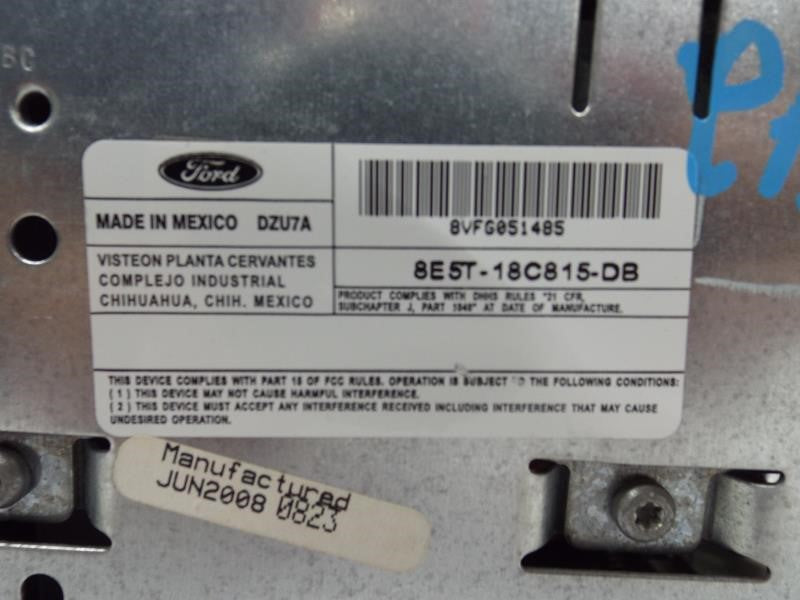 BC
Ford
MADE IN MEXICO DZU7A
8VFG051485
VISTEON PLANTA CERVANTES
COMPLEJO INDUSTRIAL
CHIHUAHUA, CHIH. MEXICO
8E5T-18C815-DB
PRODUCT COMPLIES WITH DHHS RULES "21 CFR,
SUBCHAPTER J, PART 1040" AT DATE OF MANUFACTURE.
THIS DEVICE COMPLIES WITH PART 15 OF FCC RULES. OPERATION IS SUBJECT TO THE FOLLOWING CONDITIONS:
( 1 ) THIS DEVICE MAY NOT CAUSE HARMFUL INTERFERENCE.
( 2 ) THIS DEVICE MUST ACCEPT ANY INTERFERENCE RECEIVED INCLUDING INTERFERENCE THAT MAY CAUSE
UNDESIRED OPERATION.
Manufactured
JUN2008 0823